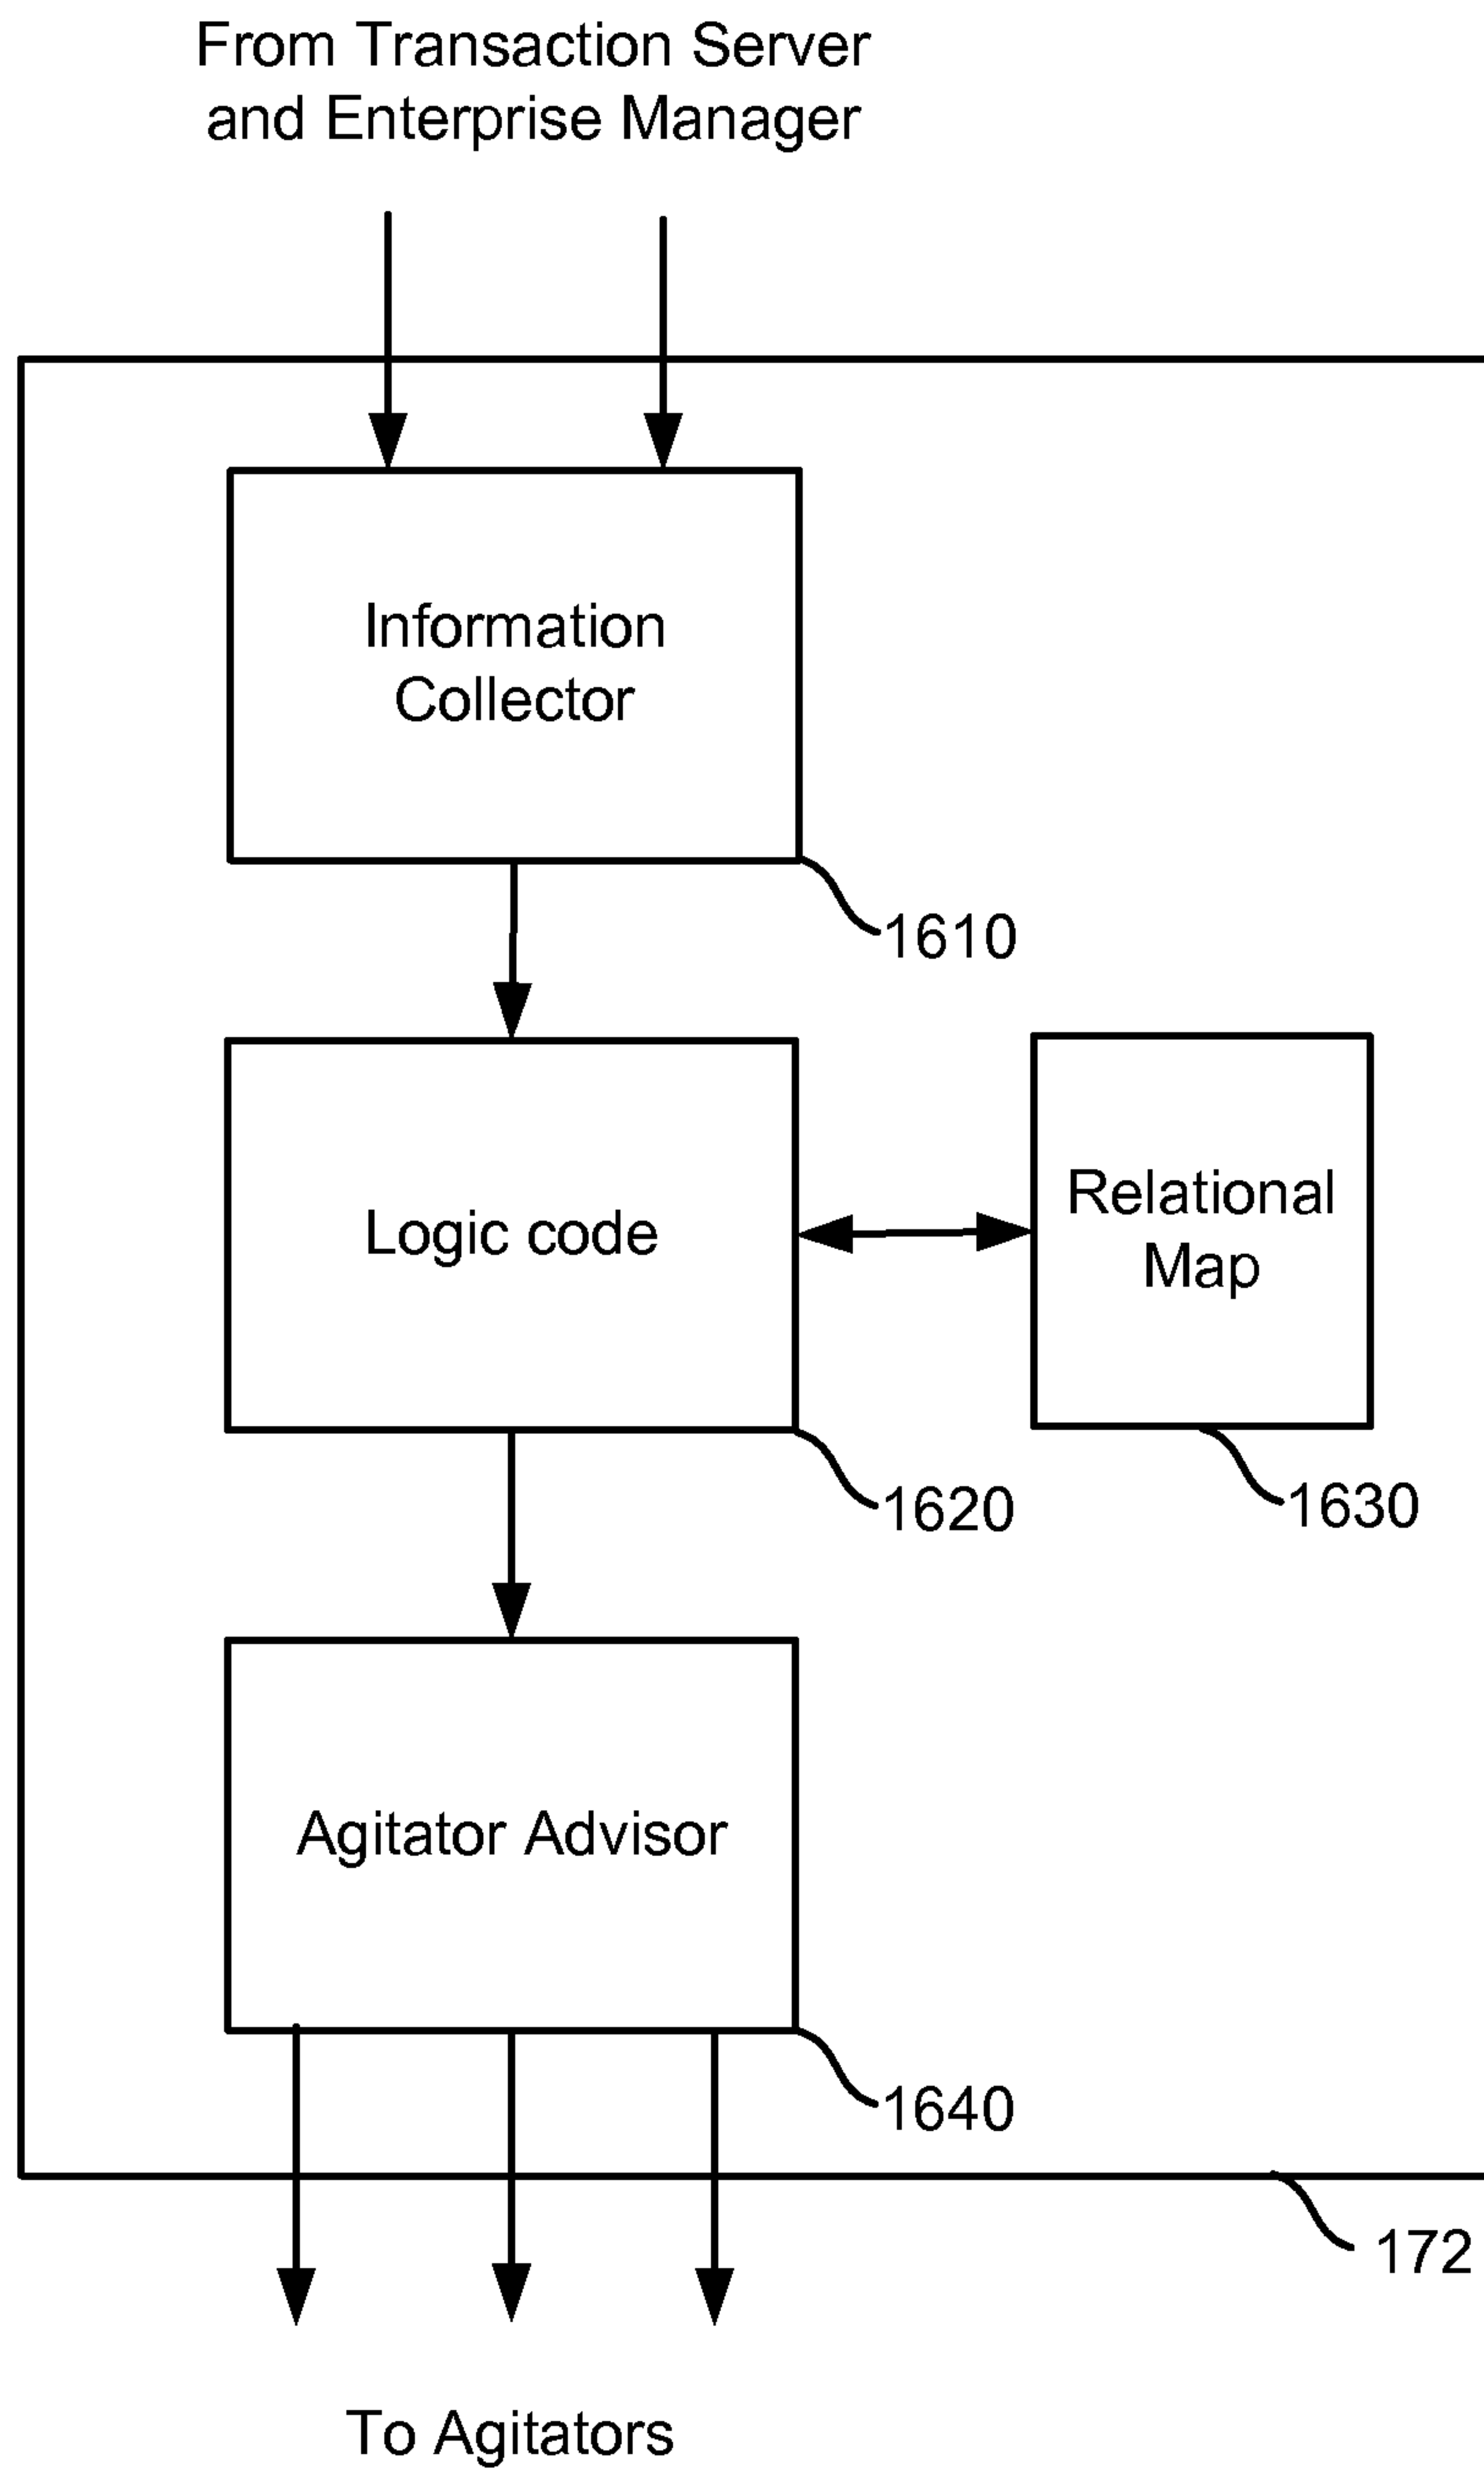 From Transaction Server
and Enterprise Manager
Information
Collector
1610
Logic code
Relational
Map
1620
1630
Agitator Advisor
1640
172
To Agitators